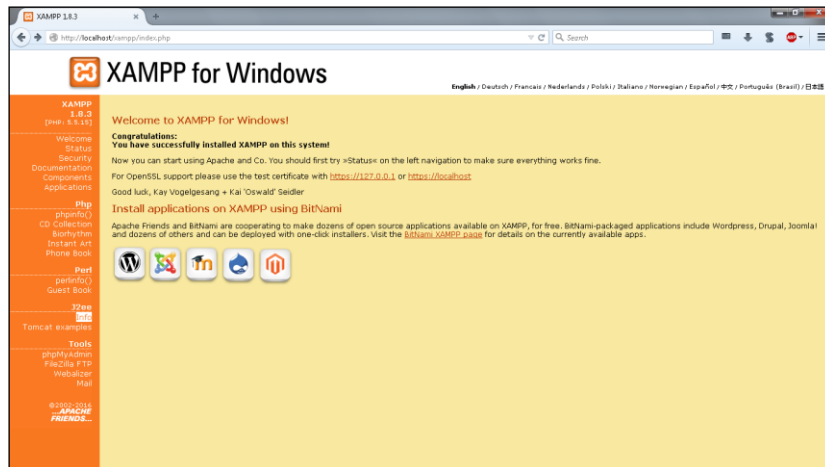 XAMPP 1.8.3
http://localhost/xampp/index.php
Search
ABP
XAMPP for Windows
English / Deutsch / Francais / Nederlands / Polski / Italiano / Norwegian / Español / 中文 / Português (Brasil) / 日本語
XAMPP
1.8.3
[PHP: 5.5.15]
Welcome
Status
Security
Documentation
Components
Applications
Php
phpinfo()
CD Collection
Biorhythm
Instant Art
Phone Book
Perl
perlinfo()
Guest Book
J2ee
Info
Tomcat examples
Tools
phpMyAdmin
FileZilla FTP
Webalizer
Mail
©2002-2016
...APACHE
FRIENDS...
Welcome to XAMPP for Windows!
Congratulations:
You have successfully installed XAMPP on this system!
Now you can start using Apache and Co. You should first try »Status« on the left navigation to make sure everything works fine.
For OpenSSL support please use the test certificate with https://127.0.0.1 or https://localhost
Good luck, Kay Vogelgesang + Kai 'Oswald' Seidler
Install applications on XAMPP using BitNami
Apache Friends and BitNami are cooperating to make dozens of open source applications available on XAMPP, for free. BitNami-packaged applications include Wordpress, Drupal, Joomla!
and dozens of others and can be deployed with one-click installers. Visit the BitNami XAMPP page for details on the currently available apps.